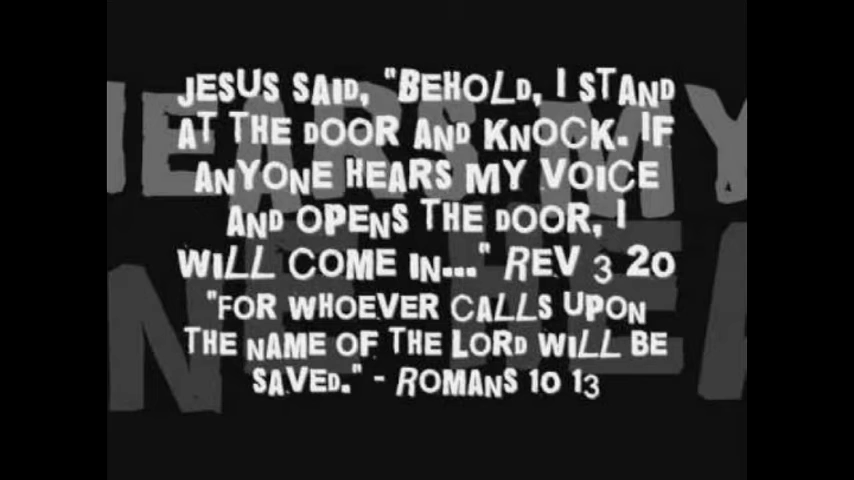 JESUS SAID, "BEHOLD, I STAND
AT THE DOOR AND KNOCK. IF
ANYONE HEARS MY VOICE
AND OPENS THE DOOR, I
WILL COME IN..." REV 3 20
"FOR WHOEVER CALLS UPON
THE NAME OF THE LORD WILL BE
SAVED." - ROMANS 10 13
HEARS MY